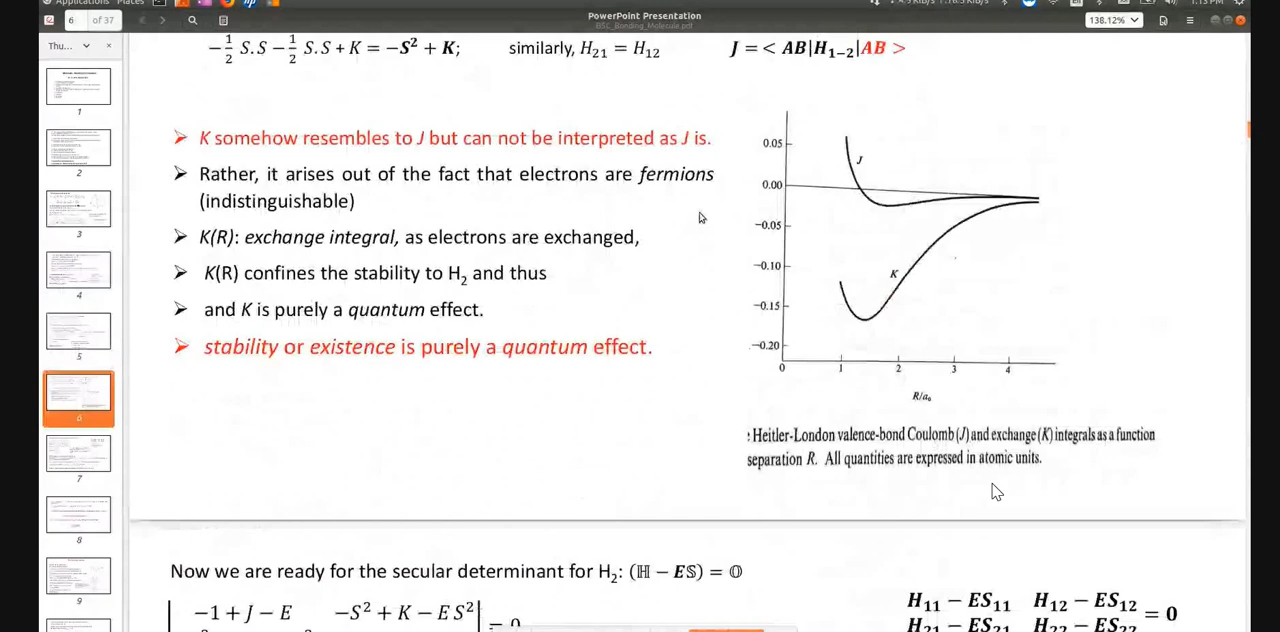 Applications Places
PowerPoint Presentation
BSC_Bonding_Molecule.pdf
6 of 37
138.12%
Thu...
1
2
3
4
5
6
7
8
9
−1/2 S.S −1/2 S.S + K = −S² + K; similarly, H₂₁ = H₁₂ J = < AB|H₁₋₂|AB >
➢ K somehow resembles to J but can not be interpreted as J is.
➢ Rather, it arises out of the fact that electrons are fermions
(indistinguishable)
➢ K(R): exchange integral, as electrons are exchanged,
➢ K(R) confines the stability to H₂ and thus
➢ and K is purely a quantum effect.
➢ stability or existence is purely a quantum effect.
0.05
0.00
−0.05
−0.10
−0.15
−0.20
J
K
0 1 2 3 4
R/a₀
: Heitler-London valence-bond Coulomb (J) and exchange (K) integrals as a function
separation R. All quantities are expressed in atomic units.
Now we are ready for the secular determinant for H₂: (ℍ − E𝕊) = 𝕆
−1 + J − E −S² + K − ES²
= 0
H₁₁ − ES₁₁ H₁₂ − ES₁₂
= 0
H₂₁ − ES₂₁ H₂₂ − ES₂₂